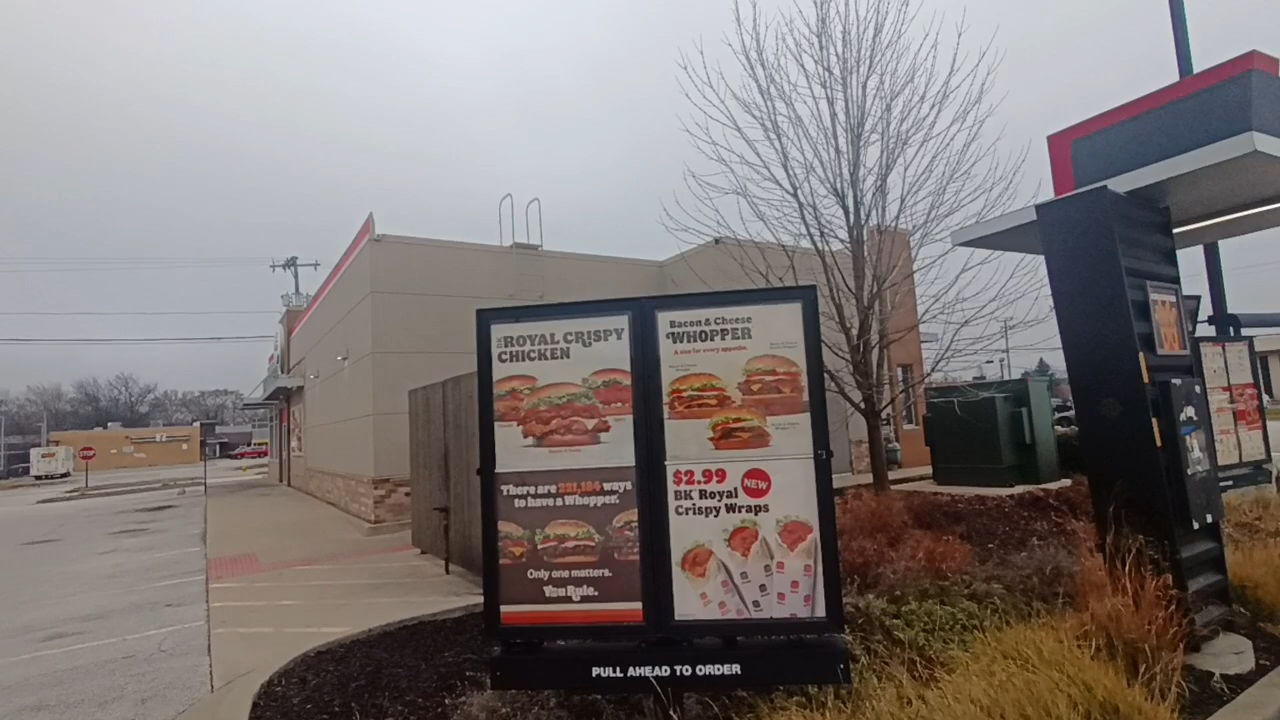 BK ROYAL CRISPY
CHICKEN
Bacon & Cheese
WHOPPER
A size for every appetite.
There are 221,184 ways
to have a Whopper.
Only one matters.
You Rule.
$2.99
NEW
BK Royal
Crispy Wraps
PULL AHEAD TO ORDER
STOP